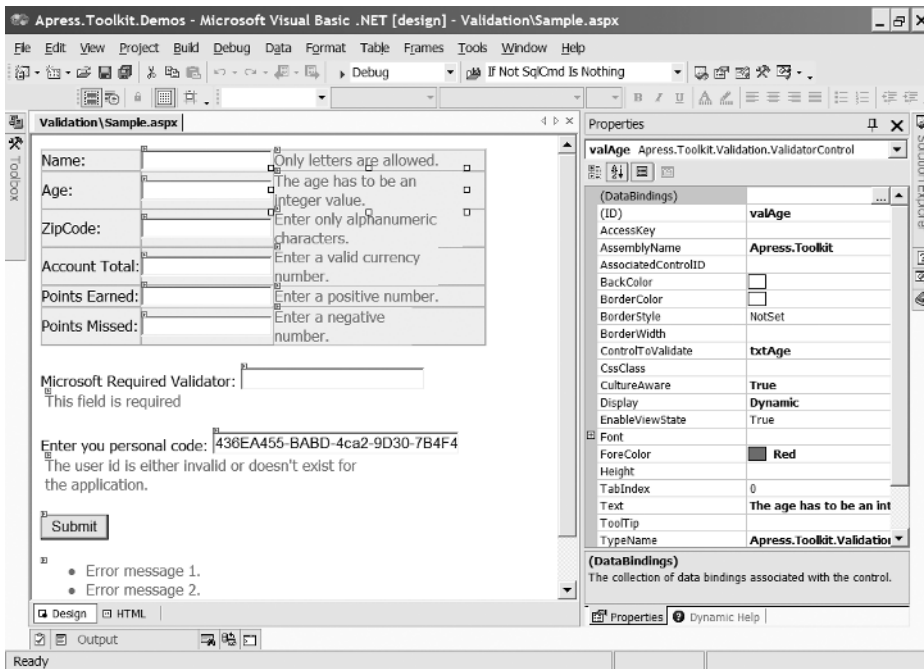 Apress.Toolkit.Demos - Microsoft Visual Basic .NET [design] - Validation\Sample.aspx
File Edit View Project Build Debug Data Format Table Frames Tools Window Help
Debug
If Not SqlCmd Is Nothing
B I U A
Validation\Sample.aspx
Toolbox
Name:
Only letters are allowed.
Age:
The age has to be an
integer value.
ZipCode:
Enter only alphanumeric
characters.
Account Total:
Enter a valid currency
number.
Points Earned:
Enter a positive number.
Points Missed:
Enter a negative
number.
Microsoft Required Validator:
This field is required
Enter you personal code:
436EA455-BABD-4ca2-9D30-7B4F4
The user id is either invalid or doesn't exist for
the application.
Submit
Error message 1.
Error message 2.
Design HTML
Output
Ready
Properties
valAge Apress.Toolkit.Validation.ValidatorControl
(DataBindings) ...
(ID) valAge
AccessKey
AssemblyName Apress.Toolkit
AssociatedControlID
BackColor
BorderColor
BorderStyle NotSet
BorderWidth
ControlToValidate txtAge
CssClass
CultureAware True
Display Dynamic
EnableViewState True
Font
ForeColor Red
Height
TabIndex 0
Text The age has to be an int
ToolTip
TypeName Apress.Toolkit.Validation
(DataBindings)
The collection of data bindings associated with the control.
Properties Dynamic Help